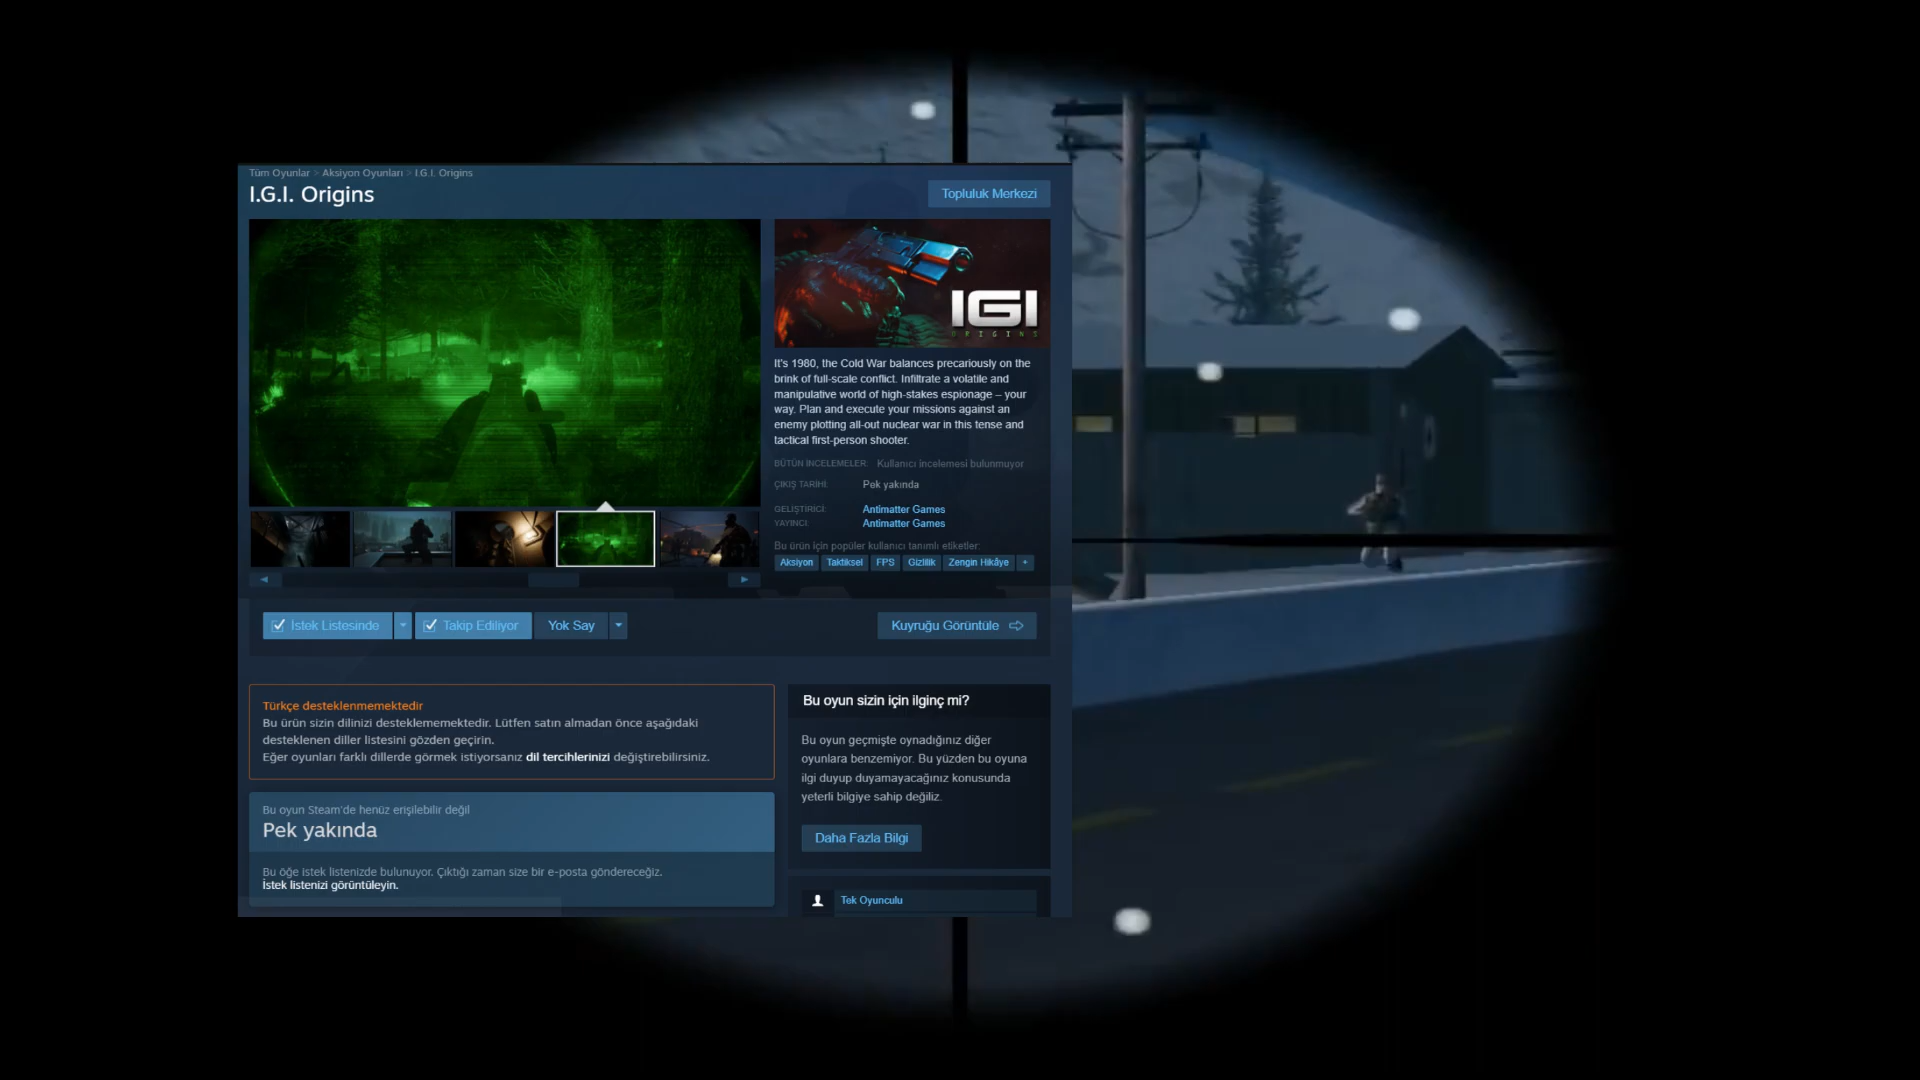 Tüm Oyunlar > Aksiyon Oyunları > I.G.I. Origins
I.G.I. Origins
Topluluk Merkezi
IGI
ORIGINS
It's 1980, the Cold War balances precariously on the
brink of full-scale conflict. Infiltrate a volatile and
manipulative world of high-stakes espionage – your
way. Plan and execute your missions against an
enemy plotting all-out nuclear war in this tense and
tactical first-person shooter.
BÜTÜN İNCELEMELER: Kullanıcı incelemesi bulunmuyor
ÇIKIŞ TARİHİ: Pek yakında
GELİŞTİRİCİ: Antimatter Games
YAYINCI: Antimatter Games
Bu ürün için popüler kullanıcı tanımlı etiketler:
Aksiyon Taktiksel FPS Gizlilik Zengin Hikâye +
İstek Listesinde Takip Ediliyor Yok Say Kuyruğu Görüntüle
Türkçe desteklenmemektedir
Bu ürün sizin dilinizi desteklememektedir. Lütfen satın almadan önce aşağıdaki
desteklenen diller listesini gözden geçirin.
Eğer oyunları farklı dillerde görmek istiyorsanız dil tercihlerinizi değiştirebilirsiniz.
Bu oyun Steam'de henüz erişilebilir değil
Pek yakında
Bu öğe istek listenizde bulunuyor. Çıktığı zaman size bir e-posta göndereceğiz.
İstek listenizi görüntüleyin.
Bu oyun sizin için ilginç mi?
Bu oyun geçmişte oynadığınız diğer
oyunlara benzemiyor. Bu yüzden bu oyuna
ilgi duyup duyamayacağınız konusunda
yeterli bilgiye sahip değiliz.
Daha Fazla Bilgi
Tek Oyunculu